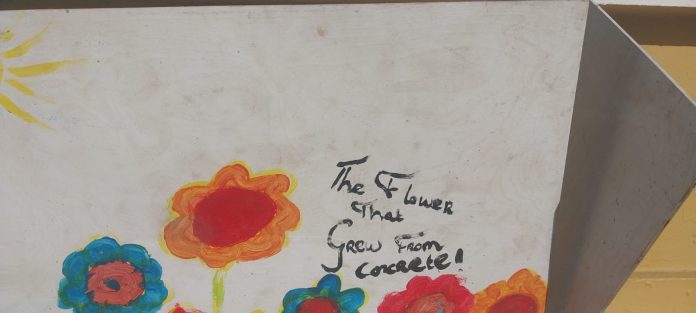 The Flower
That
Grew From
Concrete!